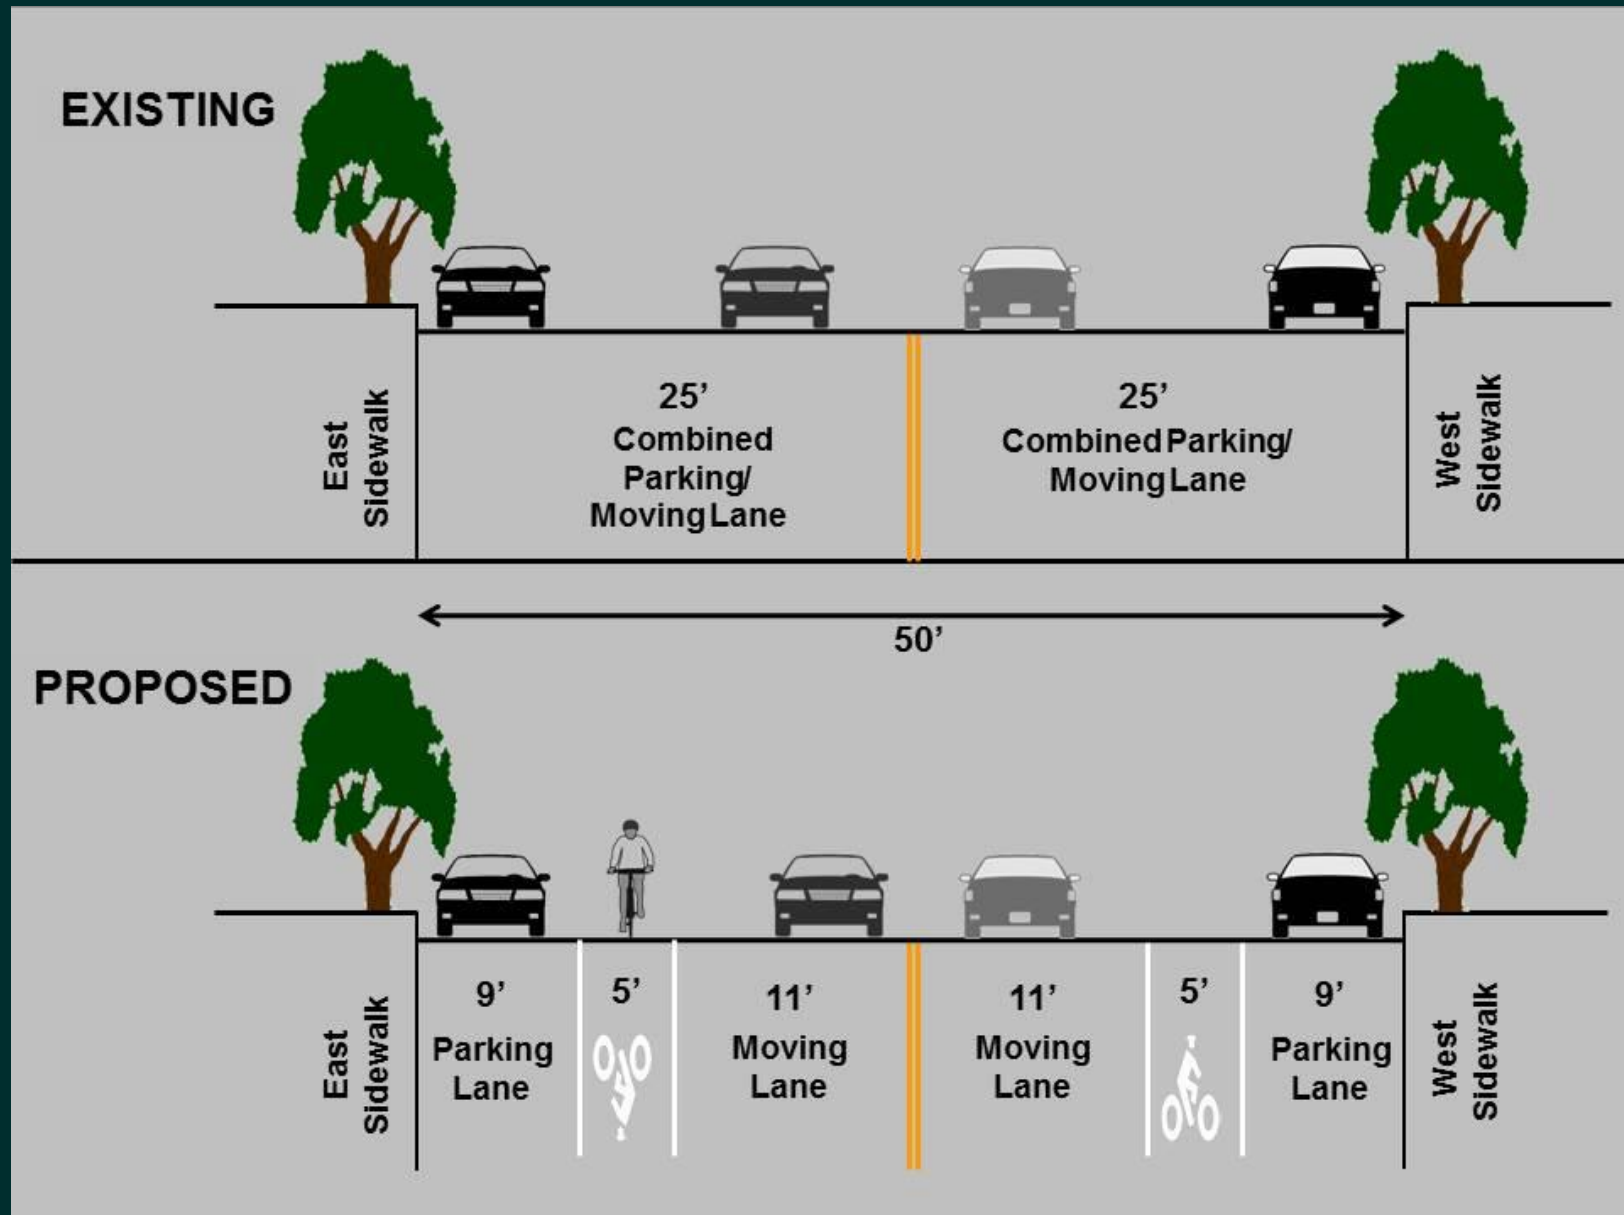 EXISTING
East
Sidewalk
25’
Combined
Parking/
Moving Lane
25’
Combined Parking/
Moving Lane
West
Sidewalk
50’
PROPOSED
East
Sidewalk
9’
Parking
Lane
5’
11’
Moving
Lane
11’
Moving
Lane
5’
9’
Parking
Lane
West
Sidewalk